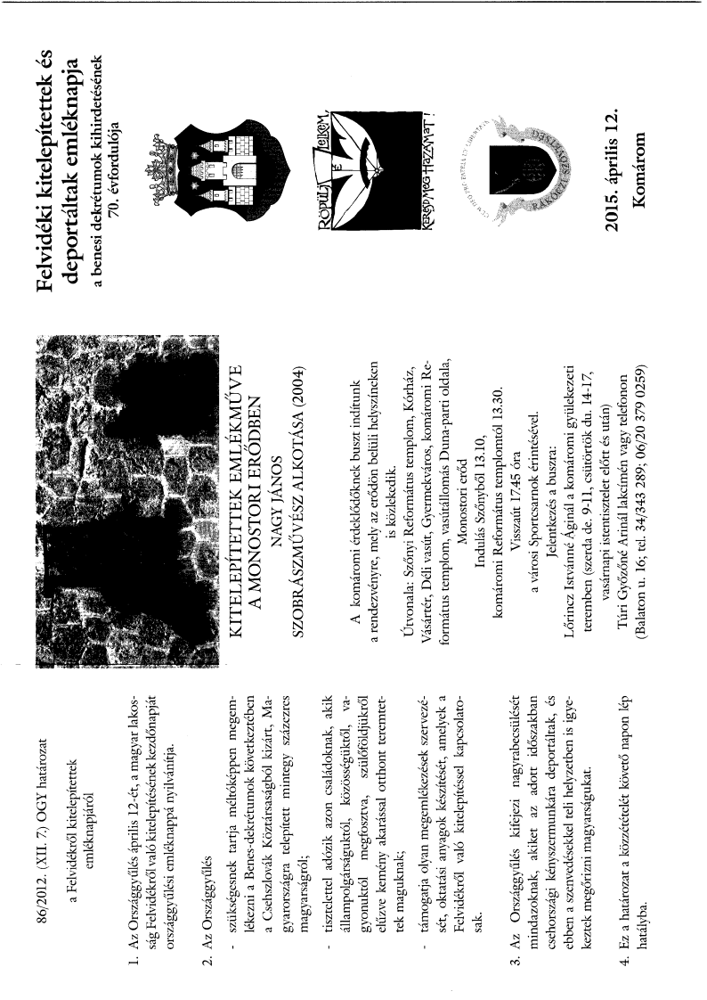 86/2012. (XII. 7.) OGY határozat
a Felvidékről kitelepítettek
emléknapjáról
1. Az Országgyűlés április 12-ét, a magyar lakos-
ság Felvidékről való kitelepítésének kezdőnapját
országgyűlési emléknappá nyilvánítja.
2. Az Országgyűlés
- szükségesnek tartja méltóképpen megem-
lékezni a Benes-dekrétumok következtében
a Csehszlovák Köztársaságból kizárt, Ma-
gyarországra telepített mintegy százezres
magyarságról;
- tisztelettel adózik azon családoknak, akik
állampolgárságuktól, közösségüktől, va-
gyonuktól megfosztva, szülőföldjükről
elűzve kemény akarással otthont teremtet-
tek maguknak;
- támogatja olyan megemlékezések szervezé-
sét, oktatási anyagok készítését, amelyek a
Felvidékről való kitelepítéssel kapcsolato-
sak.
3. Az Országgyűlés kifejezi nagyrabecsülését
mindazoknak, akiket az adott időszakban
csehországi kényszermunkára deportáltak, és
ebben a szenvedésekkel teli helyzetben is igye-
keztek megőrizni magyarságukat.
4. Ez a határozat a közzétételét követő napon lép
hatályba.
KITELEPÍTETTEK EMLÉKMŰVE
A MONOSTORI ERŐDBEN
NAGY JÁNOS
SZOBRÁSZMŰVÉSZ ALKOTÁSA (2004)
A komáromi érdeklődőknek buszt indítunk
a rendezvényre, mely az erődön belüli helyszíneken
is közlekedik.
Útvonala: Szőnyi Református templom, Kórház,
Vásártér, Déli vasút, Gyermekváros, komáromi Re-
formátus templom, vasútállomás Duna-parti oldala,
Monostori erőd
Indulás Szőnyből 13.10,
komáromi Református templomtól 13.30.
Visszaút 17.45 óra
a városi Sportcsarnok érintésével.
Jelentkezés a buszra:
Lőrincz Istvánné Áginál a komáromi gyülekezeti
teremben (szerda de. 9-11, csütörtök du. 14-17,
vasárnapi istentisztelet előtt és után)
Túri Győzőné Arinál lakcímén vagy telefonon
(Balaton u. 16; tel. 34/343 289; 06/20 379 0259)
Felvidéki kitelepítettek és
deportáltak emléknapja
a benesi dekrétumok kihirdetésének
70. évfordulója
RÖPÜLJ LELKEM,
KERESD MEG HAZÁMAT!
CUM DEO PRO PATRIA ET LIBERTATE
RÁKÓCZI SZÖVETSÉG
2015. április 12.
Komárom